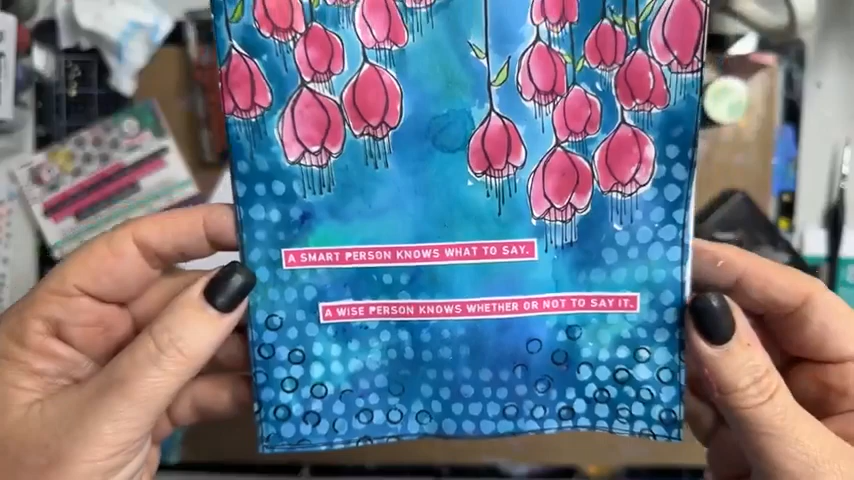 A SMART PERSON KNOWS WHAT TO SAY.
A WISE PERSON KNOWS WHETHER OR NOT TO SAY IT.